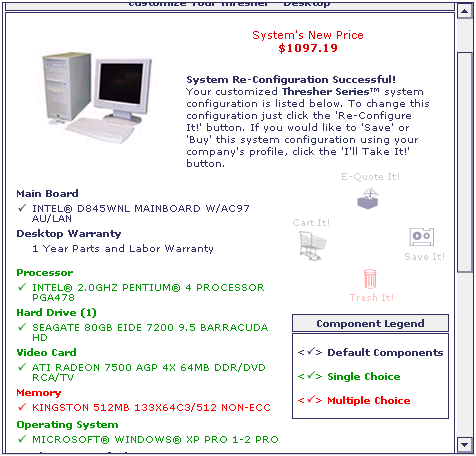 Customize Your Thresher™ Desktop
System's New Price
$1097.19
System Re-Configuration Successful!
Your customized Thresher Series™ system
configuration is listed below. To change this
configuration just click the 'Re-Configure
It!' button. If you would like to 'Save' or
'Buy' this system configuration using your
company's profile, click the 'I'll Take It!'
button.
E-Quote It!
Cart It!
Save It!
Trash It!
Main Board
INTEL® D845WNL MAINBOARD W/AC97
AU/LAN
Desktop Warranty
1 Year Parts and Labor Warranty
Processor
INTEL® 2.0GHZ PENTIUM® 4 PROCESSOR
PGA478
Hard Drive (1)
SEAGATE 80GB EIDE 7200 9.5 BARRACUDA
HD
Video Card
ATI RADEON 7500 AGP 4X 64MB DDR/DVD
RCA/TV
Memory
KINGSTON 512MB 133X64C3/512 NON-ECC
Operating System
MICROSOFT® WINDOWS® XP PRO 1-2 PRO
Component Legend
<✓> Default Components
<✓> Single Choice
<✓> Multiple Choice